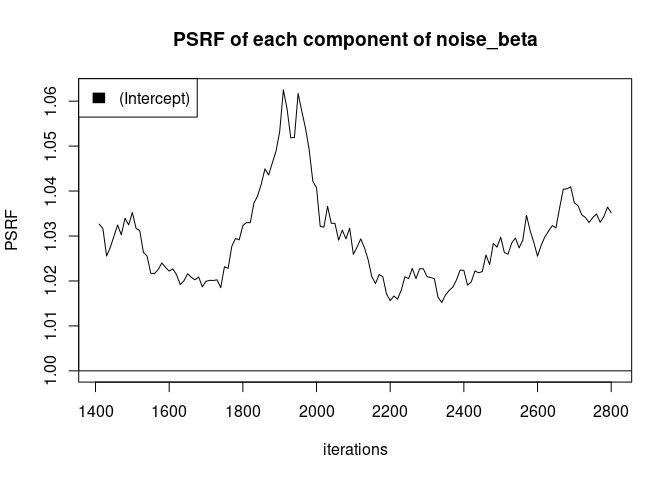 PSRF of each component of noise_beta
(Intercept)
PSRF
1.06
1.05
1.04
1.03
1.02
1.01
1.00
1400 1600 1800 2000 2200 2400 2600 2800
iterations